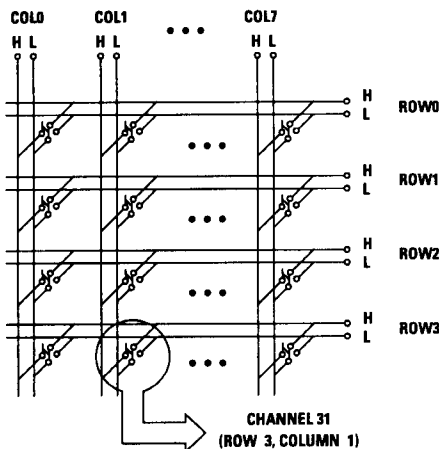 COL0 COL1 COL7
H L H L H L
H
L
ROW0
H
L
ROW1
H
L
ROW2
H
L
ROW3
CHANNEL 31
(ROW 3, COLUMN 1)